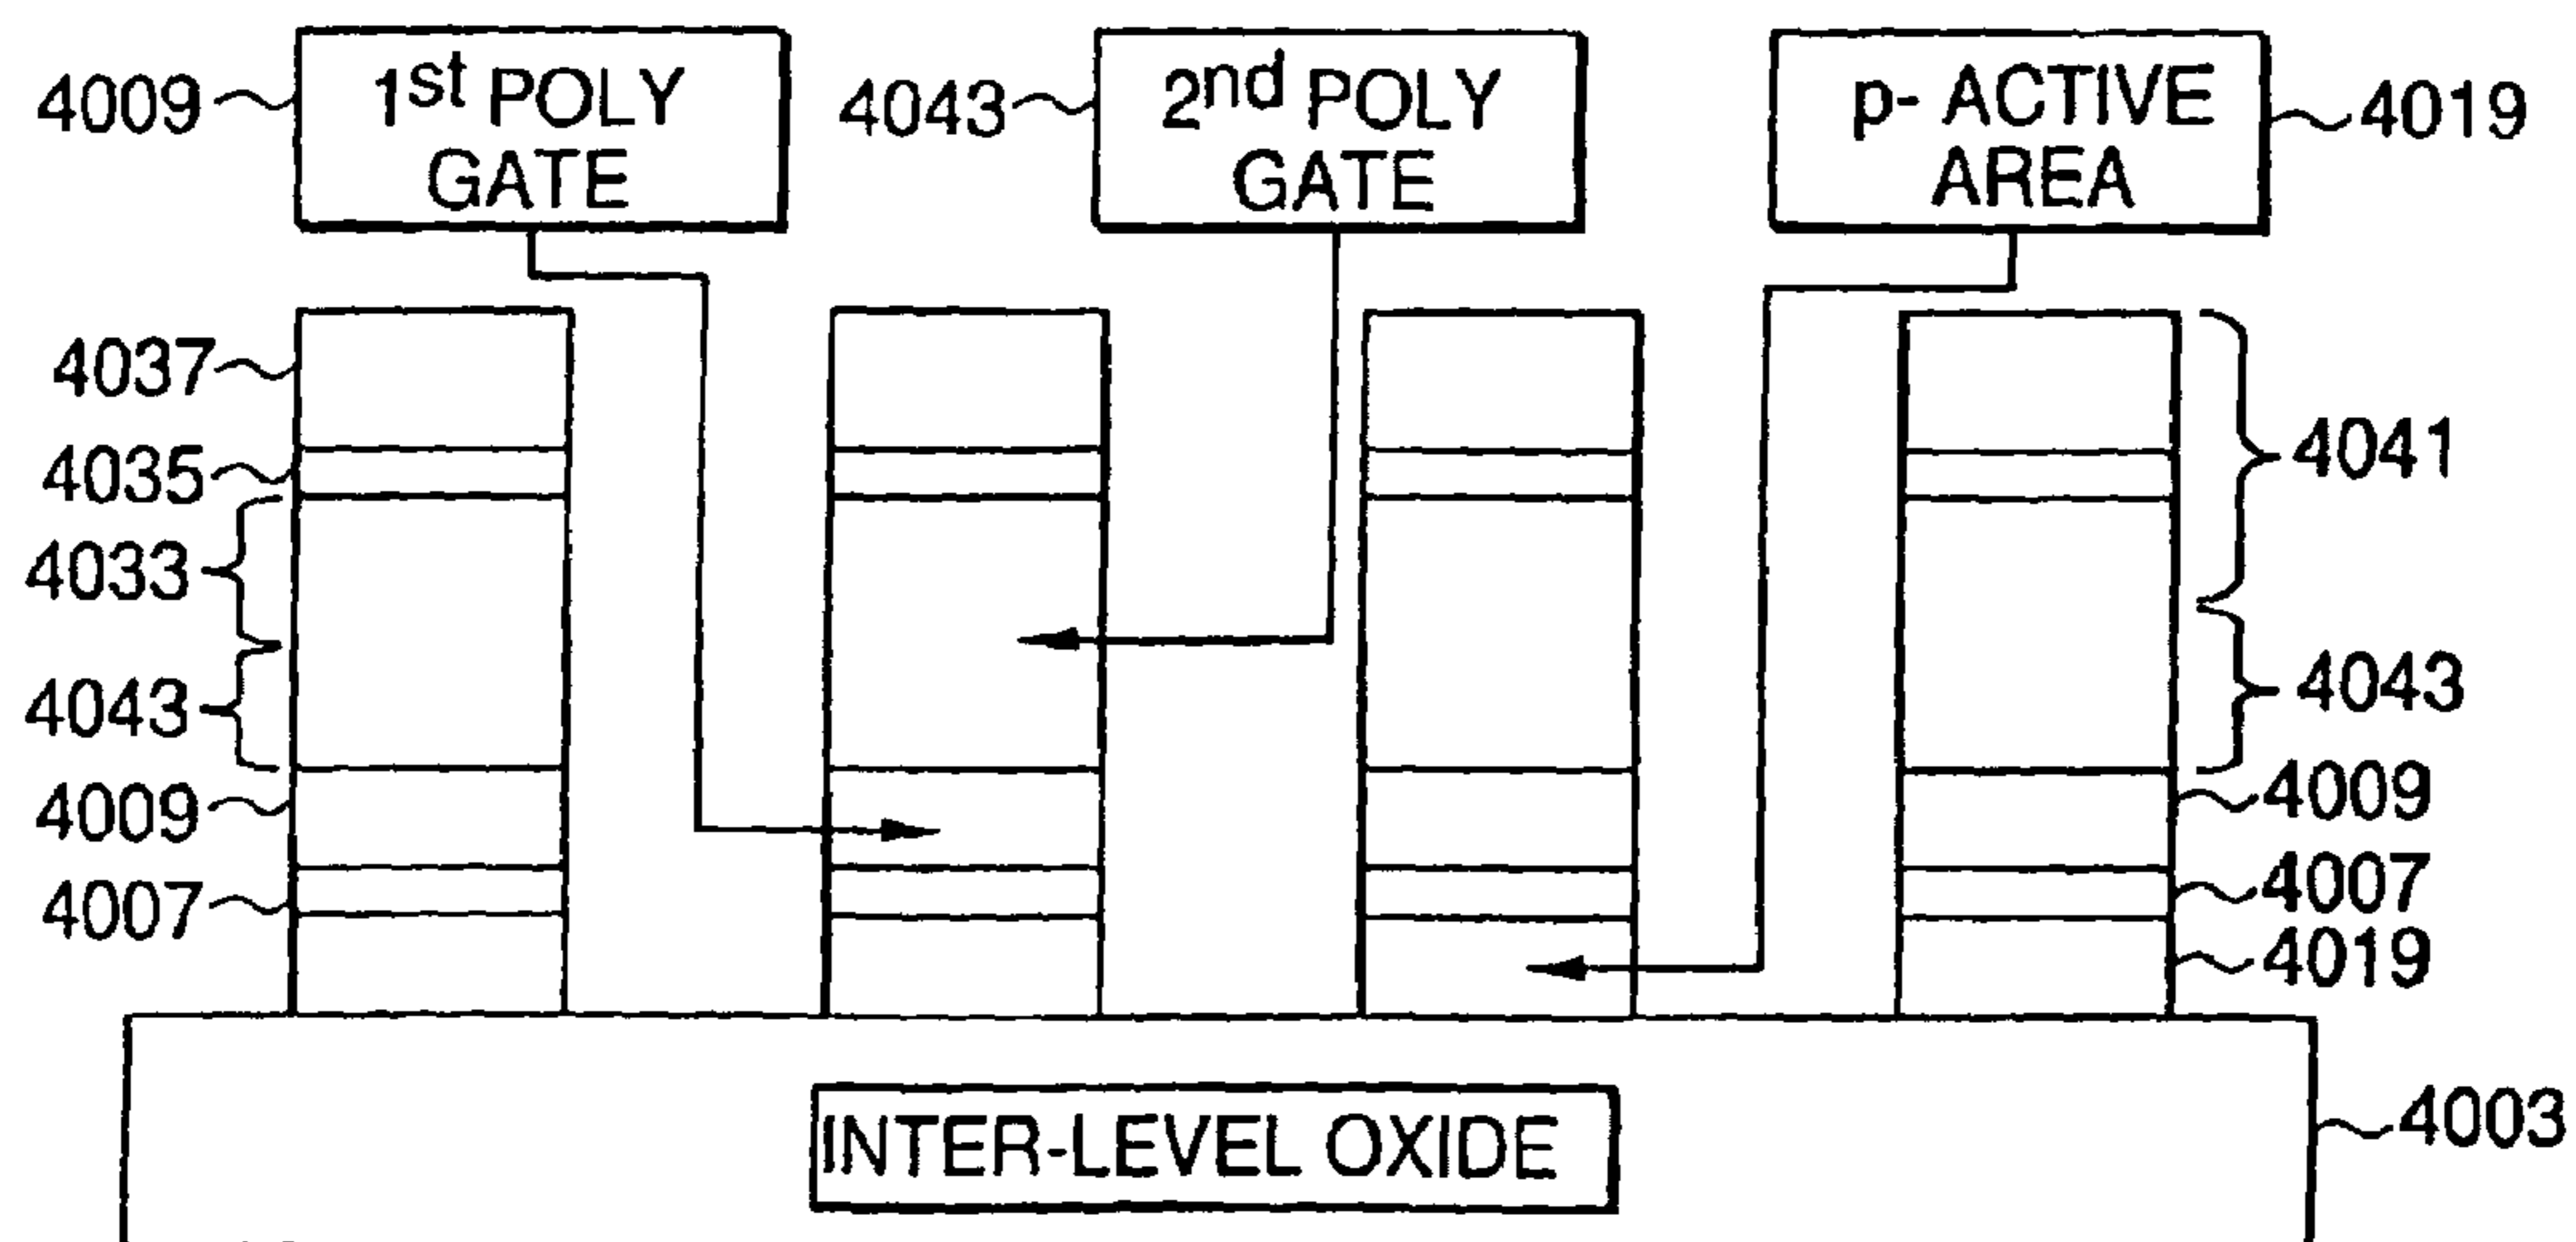 4009
1st POLY
GATE
4043
2nd POLY
GATE
p- ACTIVE
AREA
4019
4037
4035
4033
4043
4009
4007
4041
4043
4009
4007
4019
INTER-LEVEL OXIDE
4003